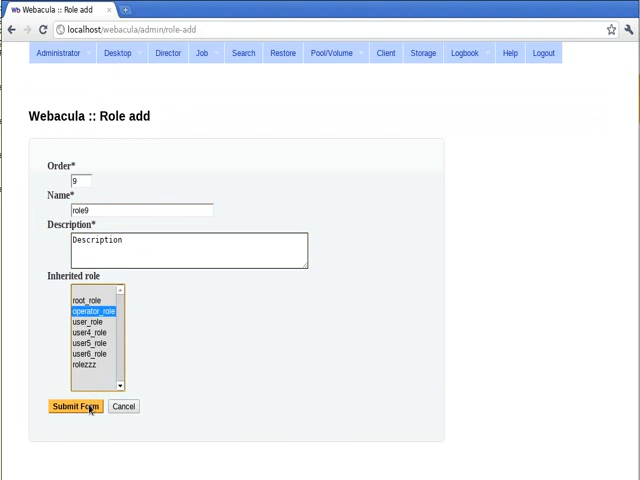 Webacula :: Role add
localhost/webacula/admin/role-add
Administrator Desktop Director Job Search Restore Pool/Volume Client Storage Logbook Help Logout
Webacula :: Role add
Order*
9
Name*
role9
Description*
Description
Inherited role
root_role
operator_role
user_role
user4_role
user5_role
user6_role
rolezzz
Submit Form Cancel